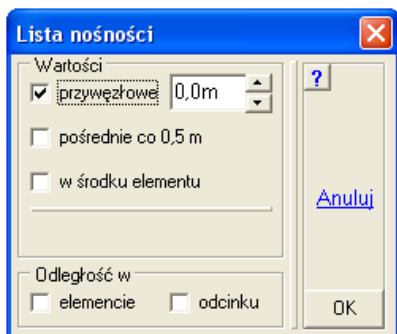 Lista nośności
Wartości
przywęzłowe 0,0m
?
pośrednie co 0,5 m
w środku elementu
Anuluj
Odległość w
elemencie odcinku
OK